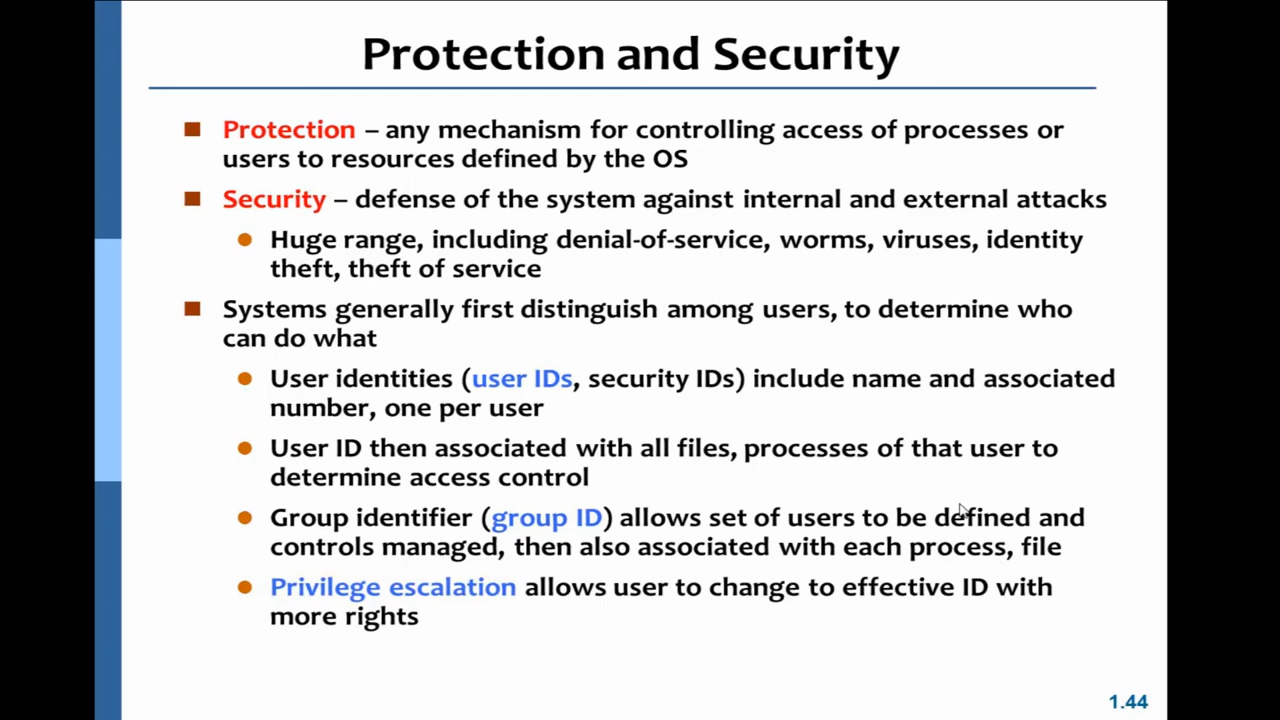 Protection and Security
Protection – any mechanism for controlling access of processes or
users to resources defined by the OS
Security – defense of the system against internal and external attacks
Huge range, including denial-of-service, worms, viruses, identity
theft, theft of service
Systems generally first distinguish among users, to determine who
can do what
User identities (user IDs, security IDs) include name and associated
number, one per user
User ID then associated with all files, processes of that user to
determine access control
Group identifier (group ID) allows set of users to be defined and
controls managed, then also associated with each process, file
Privilege escalation allows user to change to effective ID with
more rights
1.44